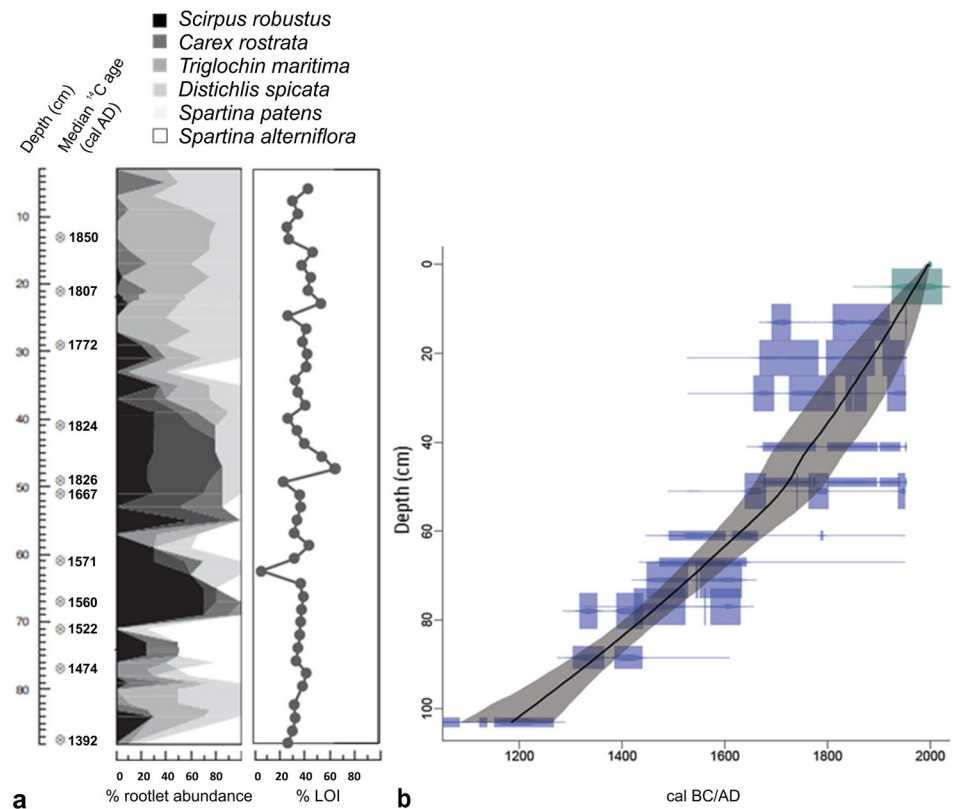 Scirpus robustus
Carex rostrata
Triglochin maritima
Distichlis spicata
Spartina patens
Spartina alterniflora
Depth (cm)
Median ¹⁴C age
(cal AD)
10
20
30
40
50
60
70
80
1850
1807
1772
1824
1826
1667
1571
1560
1522
1474
1392
0 20 40 60 80
% rootlet abundance
0 20 40 60 80
% LOI
a
Depth (cm)
0
20
40
60
80
100
1200 1400 1600 1800 2000
cal BC/AD
b